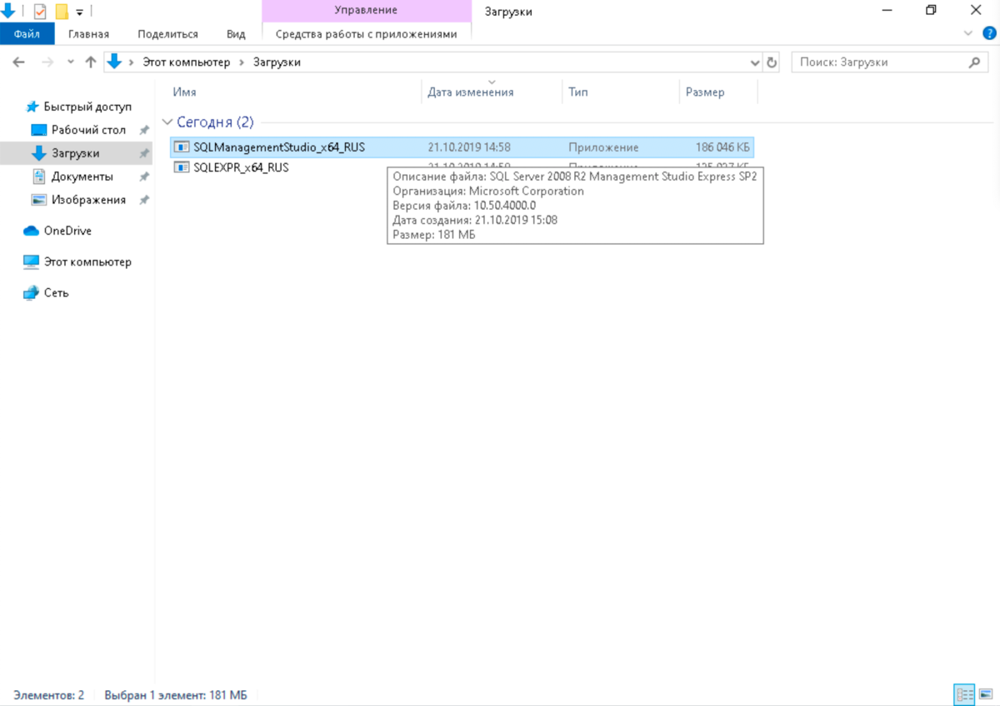 Управление
Загрузки
Файл
Главная
Поделиться
Вид
Средства работы с приложениями
Этот компьютер > Загрузки
Поиск: Загрузки
Имя
Дата изменения
Тип
Размер
Быстрый доступ
Рабочий стол
Загрузки
Документы
Изображения
OneDrive
Этот компьютер
Сеть
Сегодня (2)
SQLManagementStudio_x64_RUS 21.10.2019 14:58 Приложение 186 046 КБ
SQLEXPR_x64_RUS
Описание файла: SQL Server 2008 R2 Management Studio Express SP2
Организация: Microsoft Corporation
Версия файла: 10.50.4000.0
Дата создания: 21.10.2019 15:08
Размер: 181 МБ
Элементов: 2
Выбран 1 элемент: 181 МБ